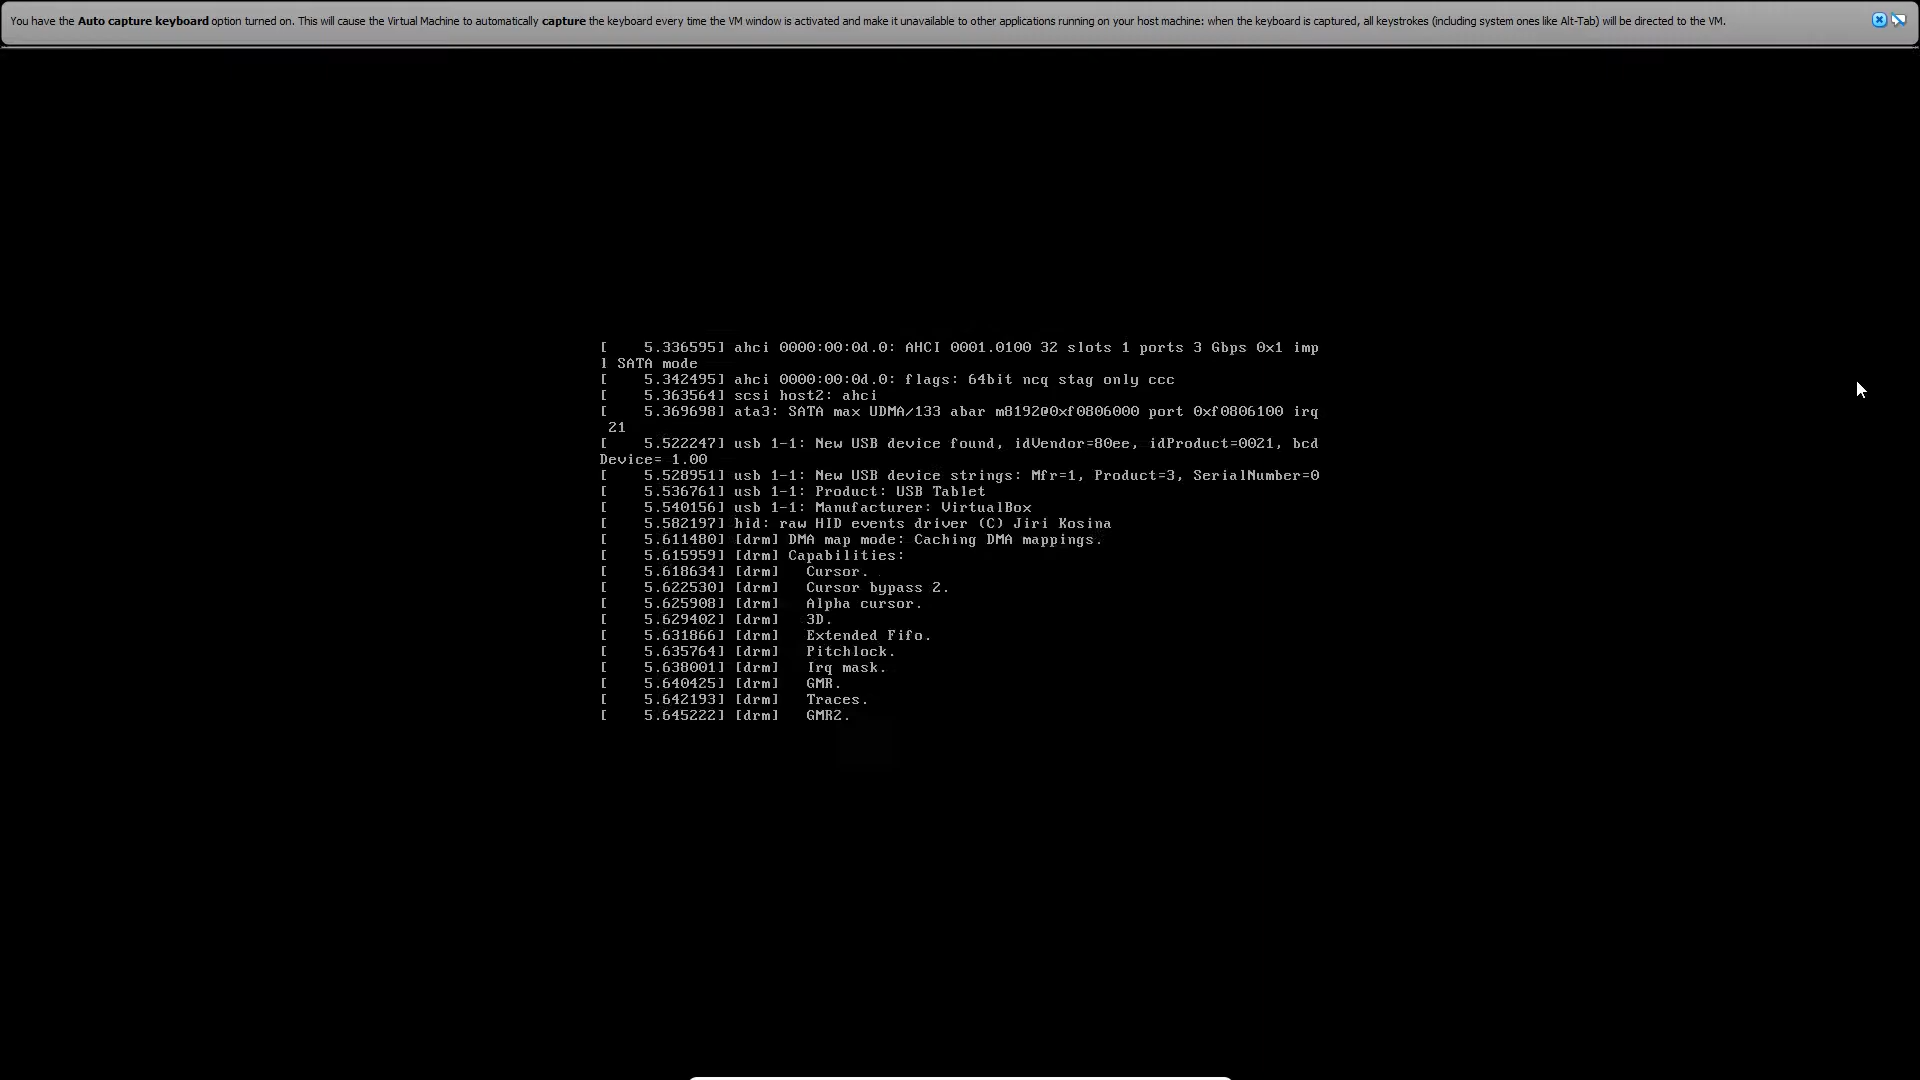 You have the Auto capture keyboard option turned on. This will cause the Virtual Machine to automatically capture the keyboard every time the VM window is activated and make it unavailable to other applications running on your host machine: when the keyboard is captured, all keystrokes (including system ones like Alt-Tab) will be directed to the VM.
[    5.336595] ahci 0000:00:0d.0: AHCI 0001.0100 32 slots 1 ports 3 Gbps 0x1 imp
l SATA mode
[    5.342495] ahci 0000:00:0d.0: flags: 64bit ncq stag only ccc
[    5.363564] scsi host2: ahci
[    5.369698] ata3: SATA max UDMA/133 abar m8192@0xf0806000 port 0xf0806100 irq
 21
[    5.522247] usb 1-1: New USB device found, idVendor=80ee, idProduct=0021, bcd
Device= 1.00
[    5.528951] usb 1-1: New USB device strings: Mfr=1, Product=3, SerialNumber=0
[    5.536761] usb 1-1: Product: USB Tablet
[    5.540156] usb 1-1: Manufacturer: VirtualBox
[    5.582197] hid: raw HID events driver (C) Jiri Kosina
[    5.611480] [drm] DMA map mode: Caching DMA mappings.
[    5.615959] [drm] Capabilities:
[    5.618634] [drm]   Cursor.
[    5.622530] [drm]   Cursor bypass 2.
[    5.625908] [drm]   Alpha cursor.
[    5.629402] [drm]   3D.
[    5.631866] [drm]   Extended Fifo.
[    5.635764] [drm]   Pitchlock.
[    5.638001] [drm]   Irq mask.
[    5.640425] [drm]   GMR.
[    5.642193] [drm]   Traces.
[    5.645222] [drm]   GMR2.